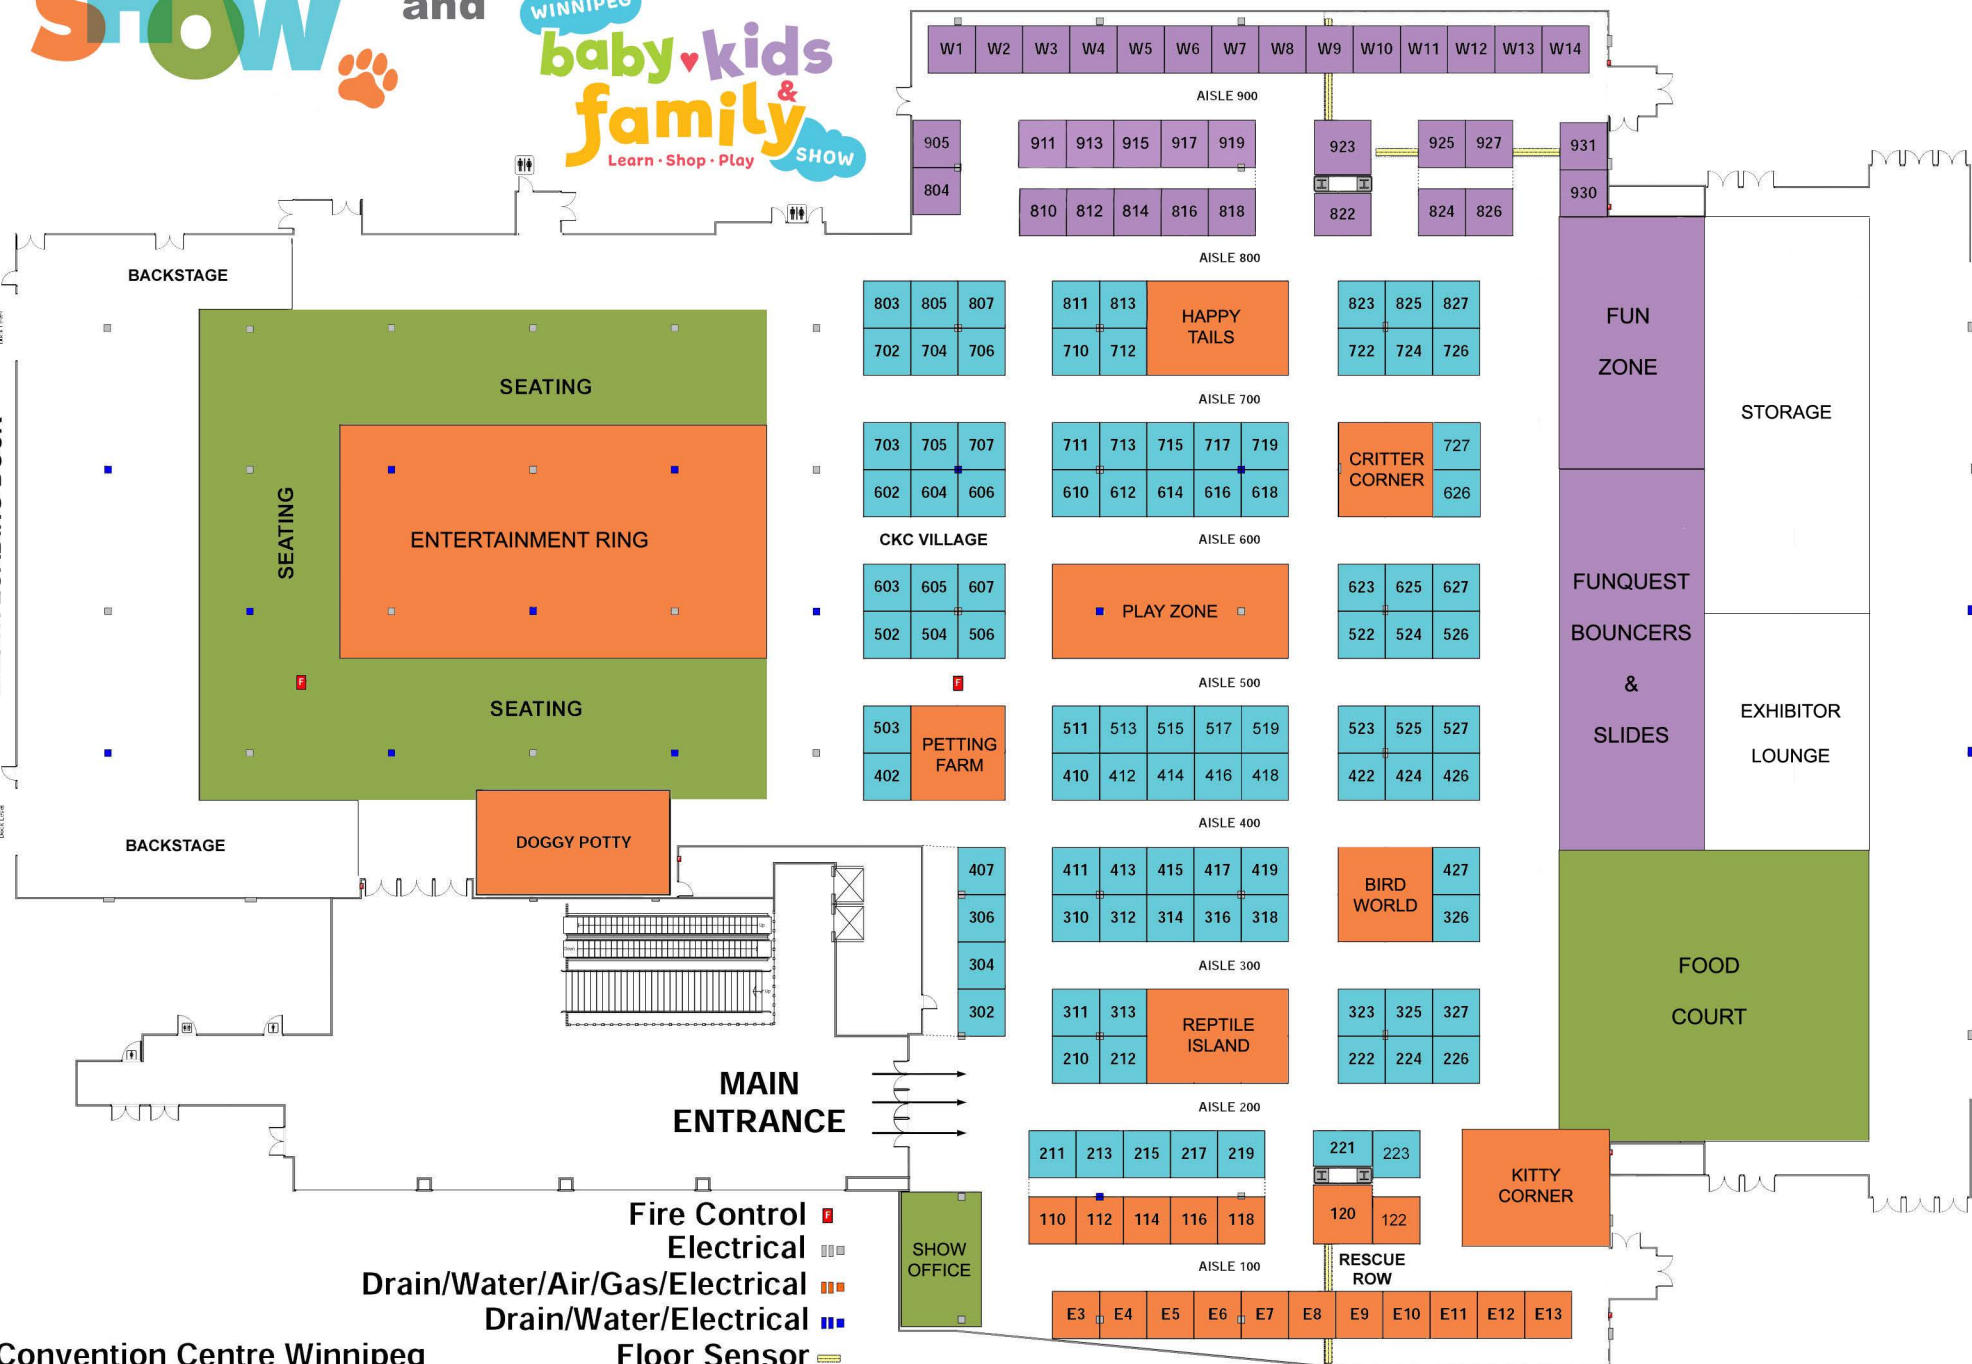 SHOW
and
WINNIPEG
baby kids
&
family
SHOW
Learn · Shop · Play
W1 W2 W3 W4 W5 W6 W7 W8 W9 W10 W11 W12 W13 W14
AISLE 900
905 911 913 915 917 919 923 925 927 931
804 810 812 814 816 818 822 824 826 930
AISLE 800
BACKSTAGE
803 805 807 811 813 823 825 827
HAPPY
TAILS
702 704 706 710 712 722 724 726
FUN
ZONE
SEATING
AISLE 700
STORAGE
703 705 707 711 713 715 717 719 727
CRITTER
CORNER
602 604 606 610 612 614 616 618 626
SEATING
ENTERTAINMENT RING
CKC VILLAGE
AISLE 600
603 605 607 623 625 627
PLAY ZONE
502 504 506 522 524 526
FUNQUEST
BOUNCERS
&
SLIDES
F
F
AISLE 500
SEATING
503 511 513 515 517 519 523 525 527
PETTING
FARM
402 410 412 414 416 418 422 424 426
EXHIBITOR
LOUNGE
AISLE 400
BACKSTAGE
DOGGY POTTY
407 411 413 415 417 419 427
BIRD
WORLD
306 310 312 314 316 318 326
304
AISLE 300
FOOD
COURT
302 311 313 323 325 327
REPTILE
ISLAND
210 212 222 224 226
MAIN
ENTRANCE
AISLE 200
211 213 215 217 219 221 223
110 112 114 116 118 120 122
KITTY
CORNER
SHOW
OFFICE
AISLE 100
RESCUE
ROW
E3 E4 E5 E6 E7 E8 E9 E10 E11 E12 E13
Fire Control F
Electrical
Drain/Water/Air/Gas/Electrical
Drain/Water/Electrical
Convention Centre Winnipeg
Floor Sensor